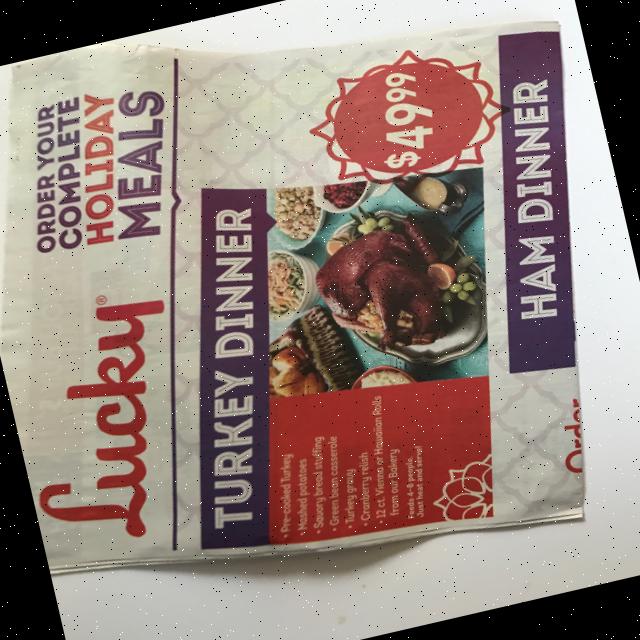 Lucky®
ORDER YOUR
COMPLETE
HOLIDAY
MEALS
TURKEY DINNER
$49.99
• Pre-cooked Turkey
• Mashed potatoes
• Savory bread stuffing
• Green bean casserole
• Turkey gravy
• Cranberry relish
12 ct. Vienna or Hawaiian Rolls
from our Bakery
Feeds 4-8 people.
Just heat and serve!
HAM DINNER
Order